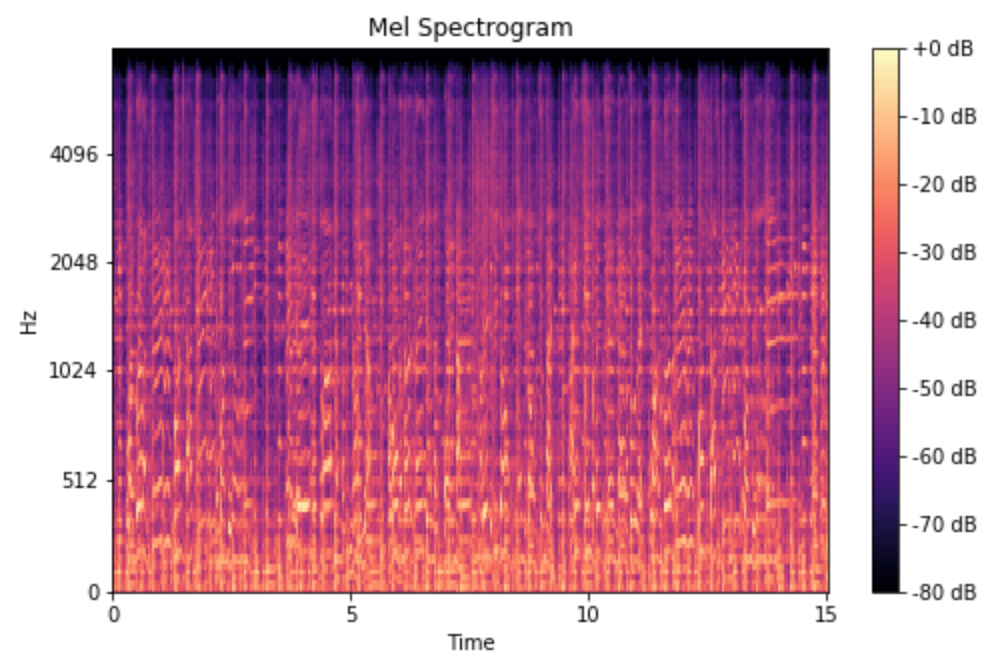 Mel Spectrogram
Hz
4096
2048
1024
512
0
0 5 10 15
Time
+0 dB
-10 dB
-20 dB
-30 dB
-40 dB
-50 dB
-60 dB
-70 dB
-80 dB